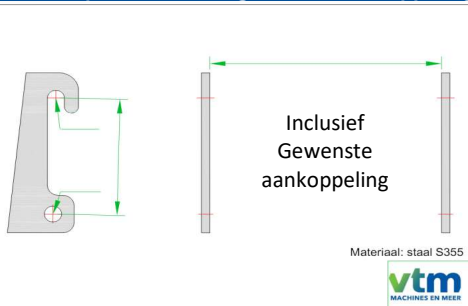 Inclusief
Gewenste
aankoppeling
Materiaal: staal S355
vtm
MACHINES EN MEER